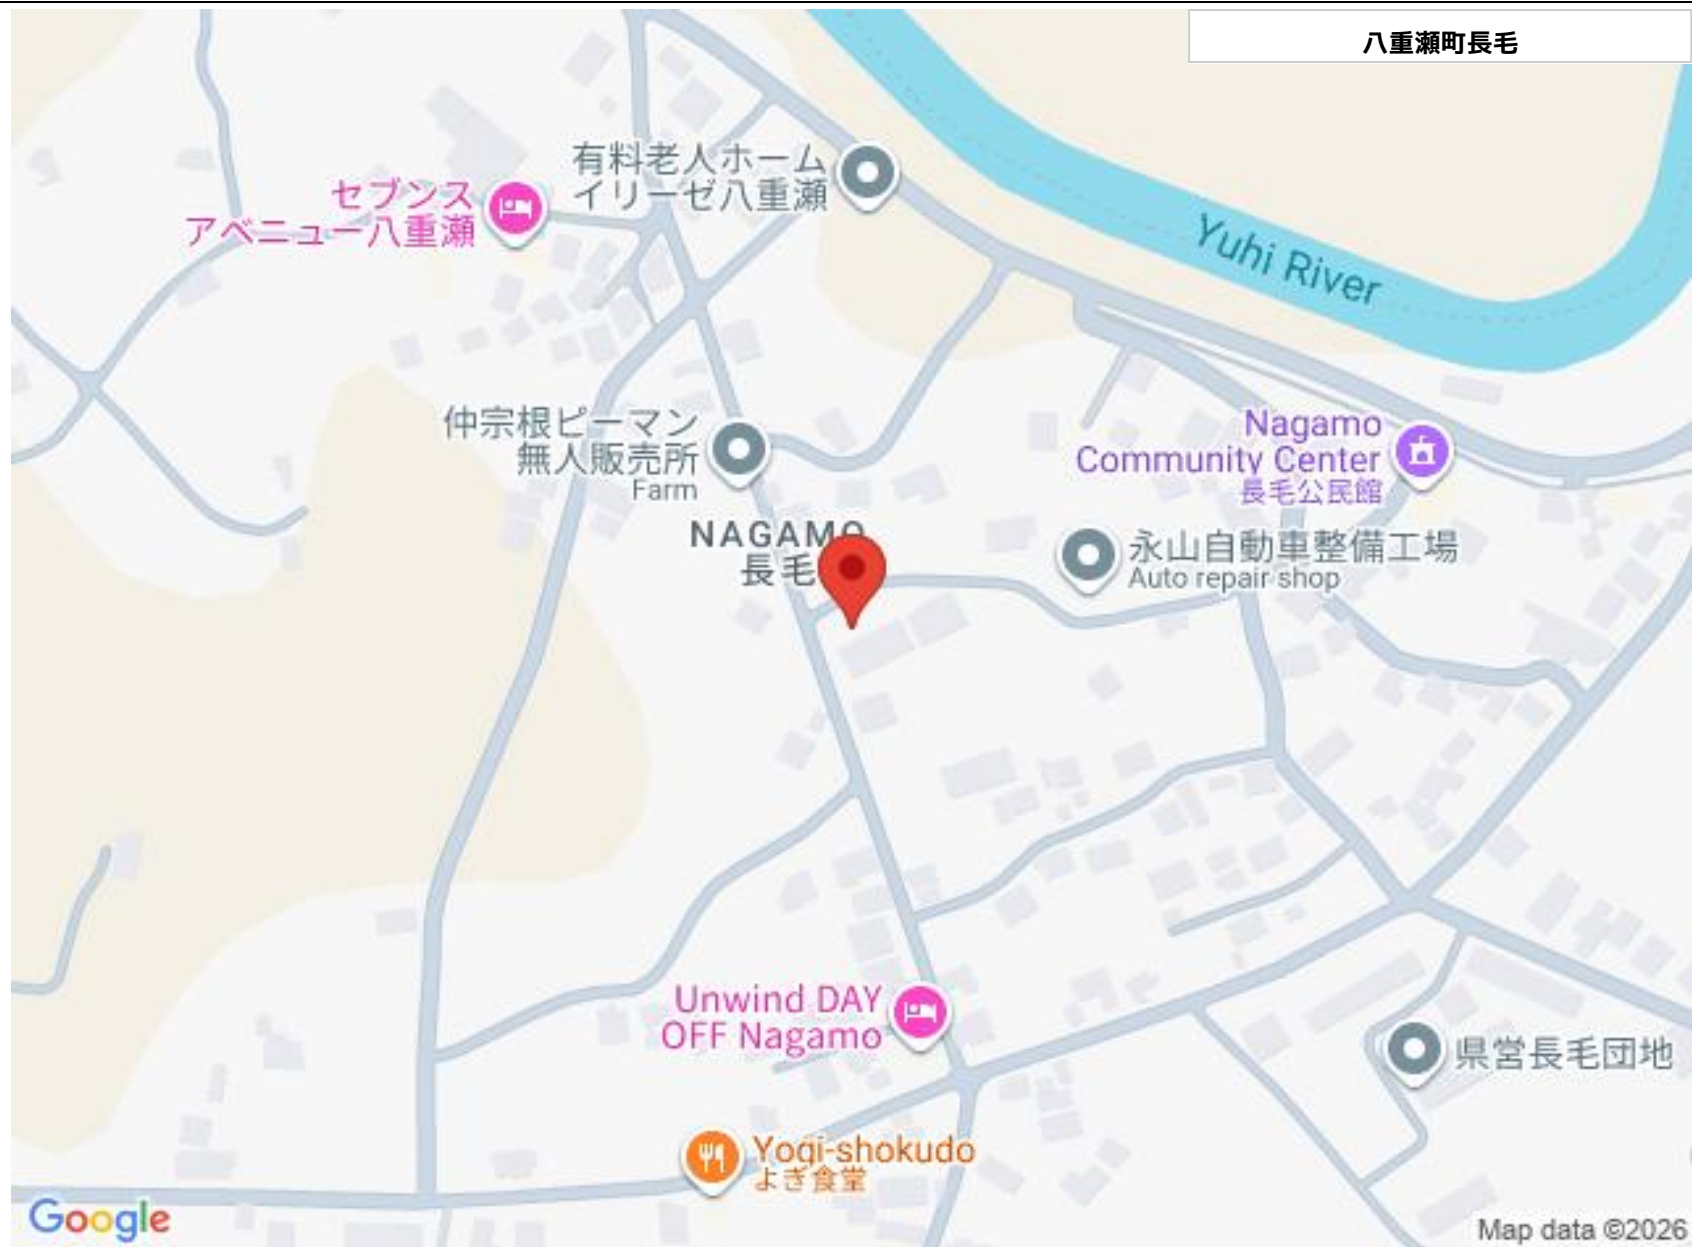 八重瀬町長毛
有料老人ホーム
イリーゼ八重瀬
セブンス
アベニュー八重瀬
Yuhi River
仲宗根ピーマン
無人販売所
Farm
Nagamo
Community Center
長毛公民館
NAGAMO
長毛
永山自動車整備工場
Auto repair shop
Unwind DAY
OFF Nagamo
県営長毛団地
Yogi-shokudo
よぎ食堂
Google
Map data ©2026